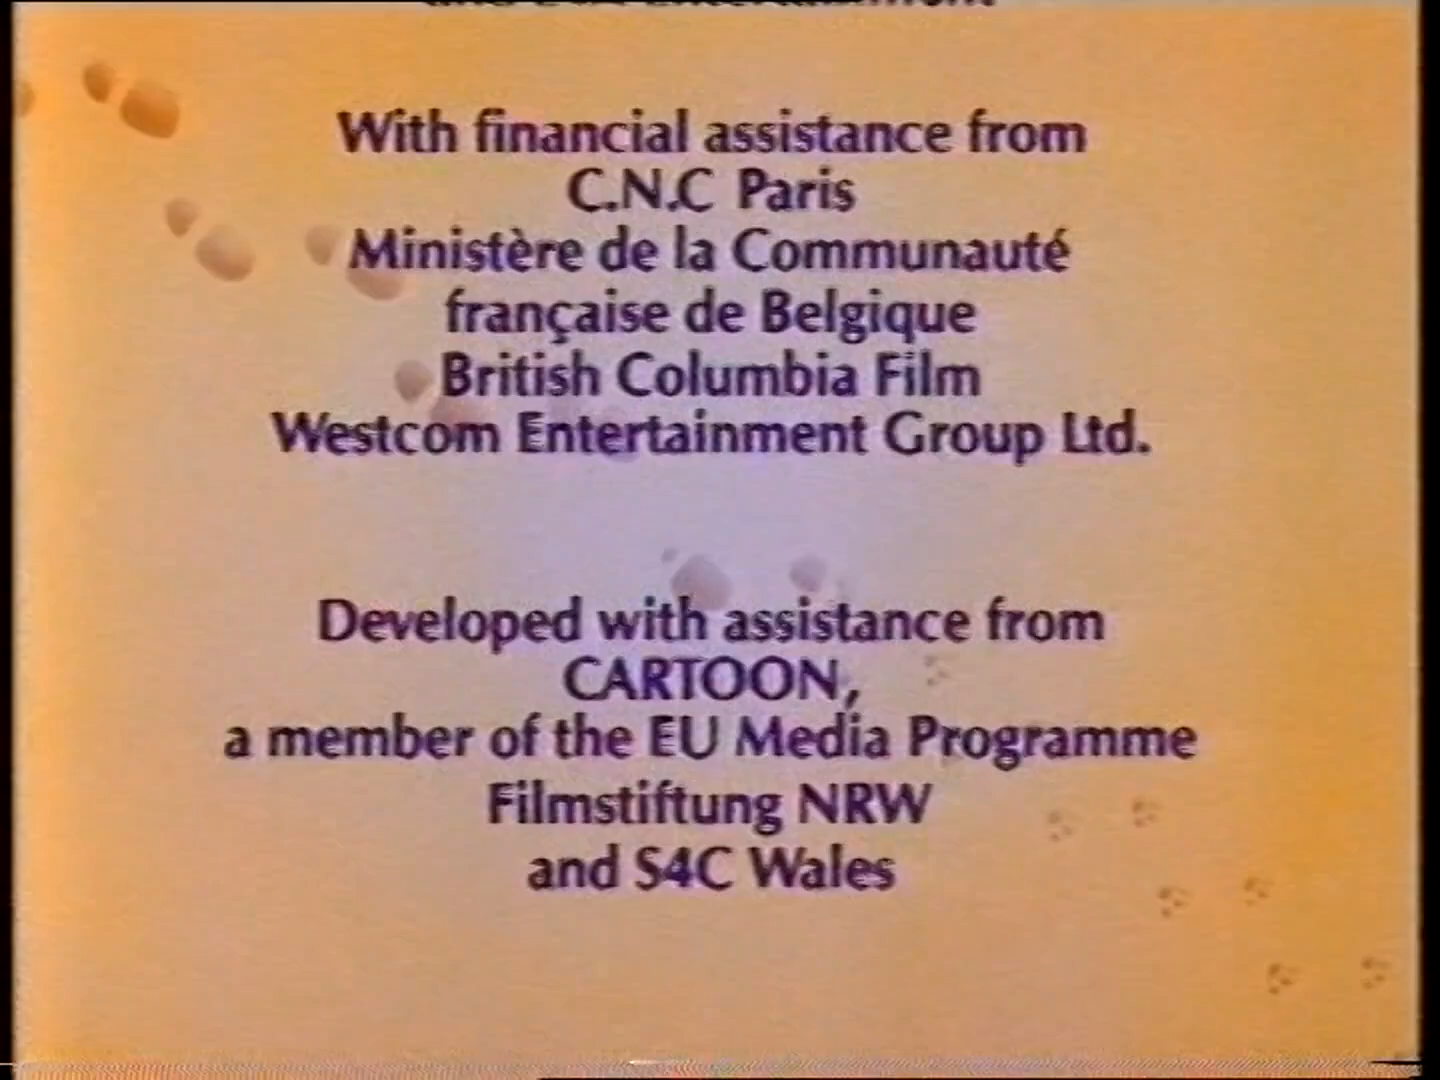 With financial assistance from
C.N.C Paris
Ministère de la Communauté
française de Belgique
British Columbia Film
Westcom Entertainment Group Ltd.
Developed with assistance from
CARTOON,
a member of the EU Media Programme
Filmstiftung NRW
and S4C Wales